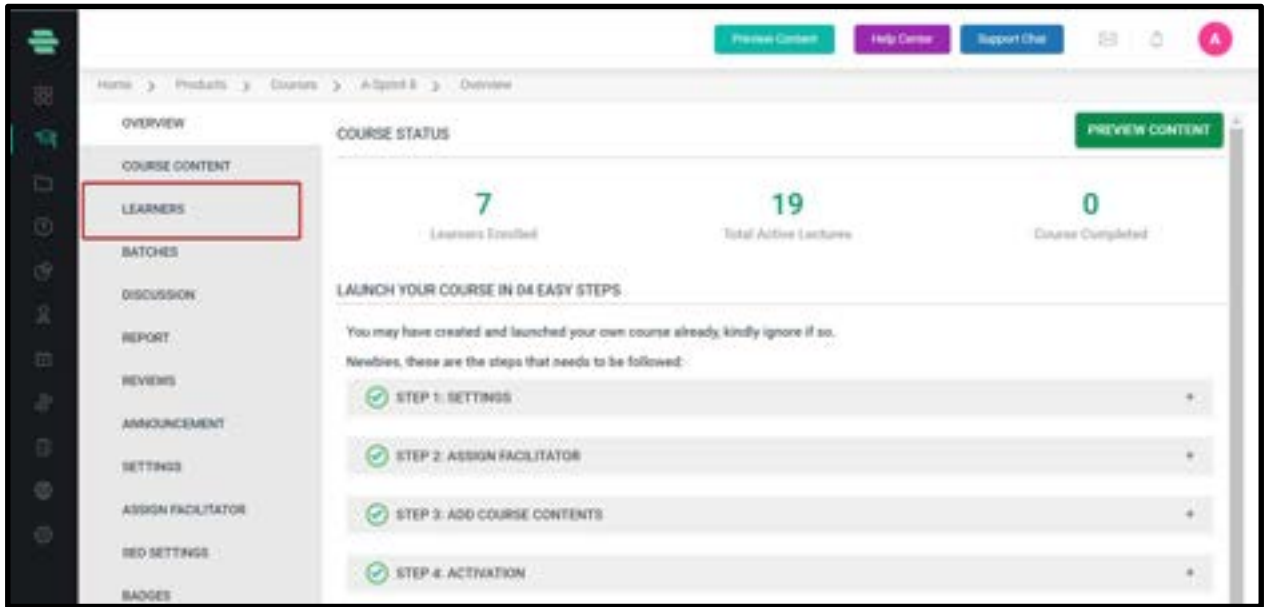 Preview Content Help Center Support Chat A
Home > Products > Courses > A-Sprint 8 > Overview
OVERVIEW
COURSE CONTENT
LEARNERS
BATCHES
DISCUSSION
REPORT
REVIEWS
ANNOUNCEMENT
SETTINGS
ASSIGN FACILITATOR
SEO SETTINGS
BADGES
COURSE STATUS
PREVIEW CONTENT
7 19 0
Learners Enrolled Total Active Lectures Course Completed
LAUNCH YOUR COURSE IN 04 EASY STEPS
You may have created and launched your own course already, kindly ignore if so.
Newbies, these are the steps that needs to be followed:
STEP 1: SETTINGS +
STEP 2: ASSIGN FACILITATOR +
STEP 3: ADD COURSE CONTENTS +
STEP 4: ACTIVATION +